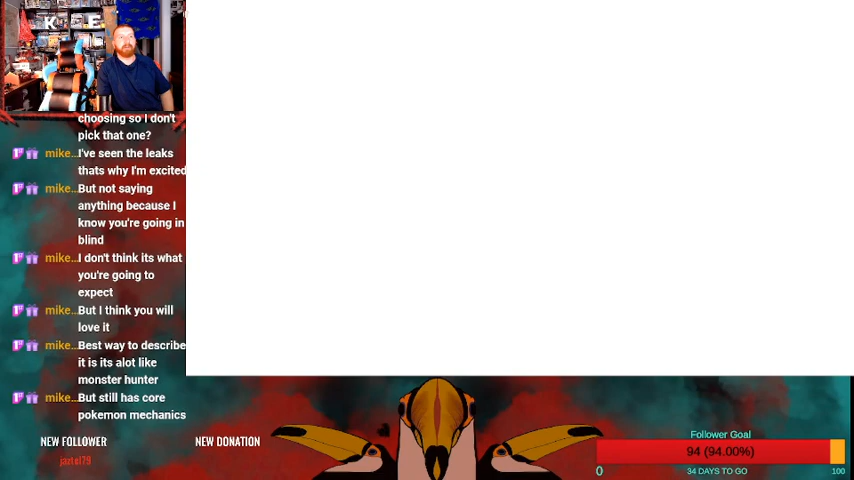 K E
choosing so I don't
pick that one?
mike... I've seen the leaks
thats why I'm excited
mike... But not saying
anything because I
know you're going in
blind
mike... I don't think its what
you're going to
expect
mike... But I think you will
love it
mike... Best way to describe
it is its alot like
monster hunter
mike... But still has core
pokemon mechanics
NEW FOLLOWER
NEW DONATION
Follower Goal
94 (94.00%)
0
34 DAYS TO GO
100